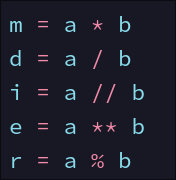 m = a * b
d = a / b
i = a // b
e = a ** b
r = a % b